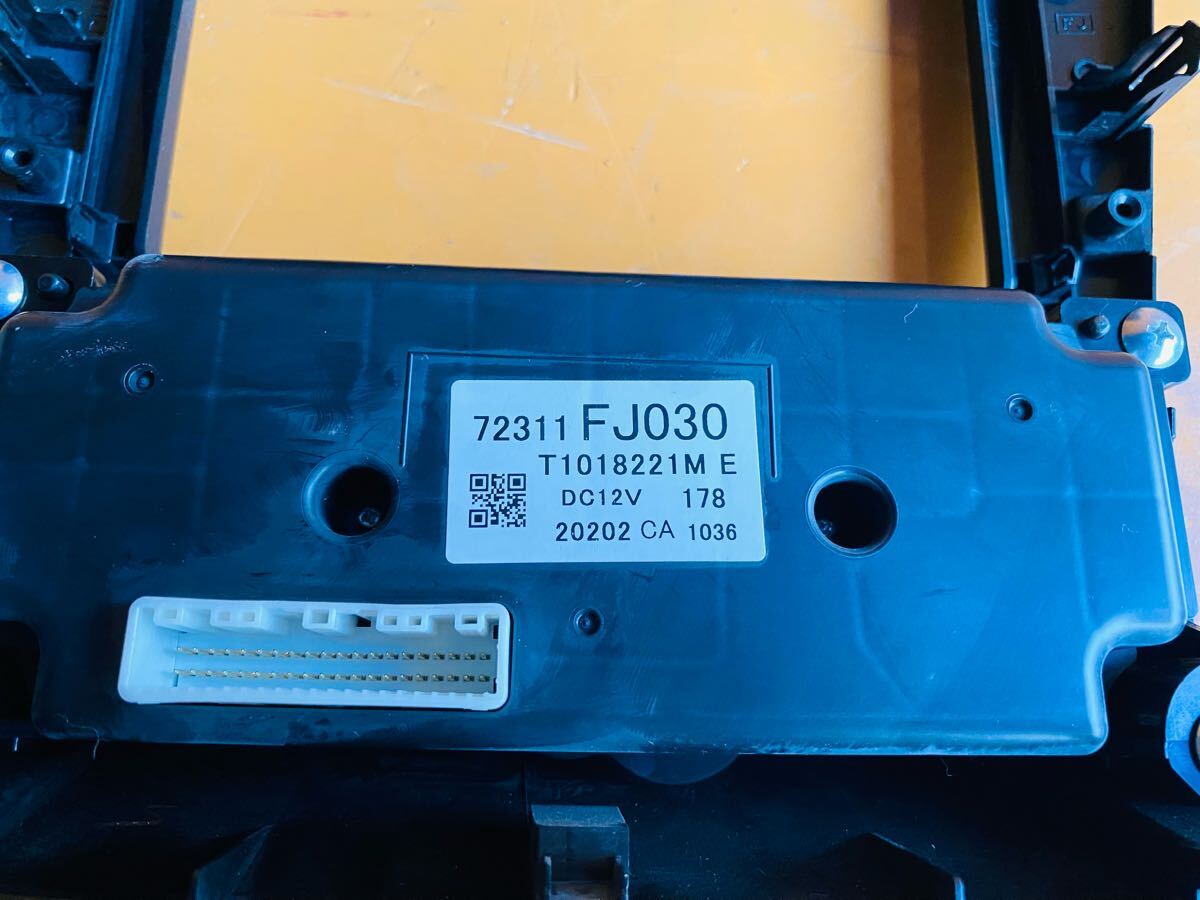 FJ
72311 FJ030
T1018221M E
DC12V 178
20202 CA 1036